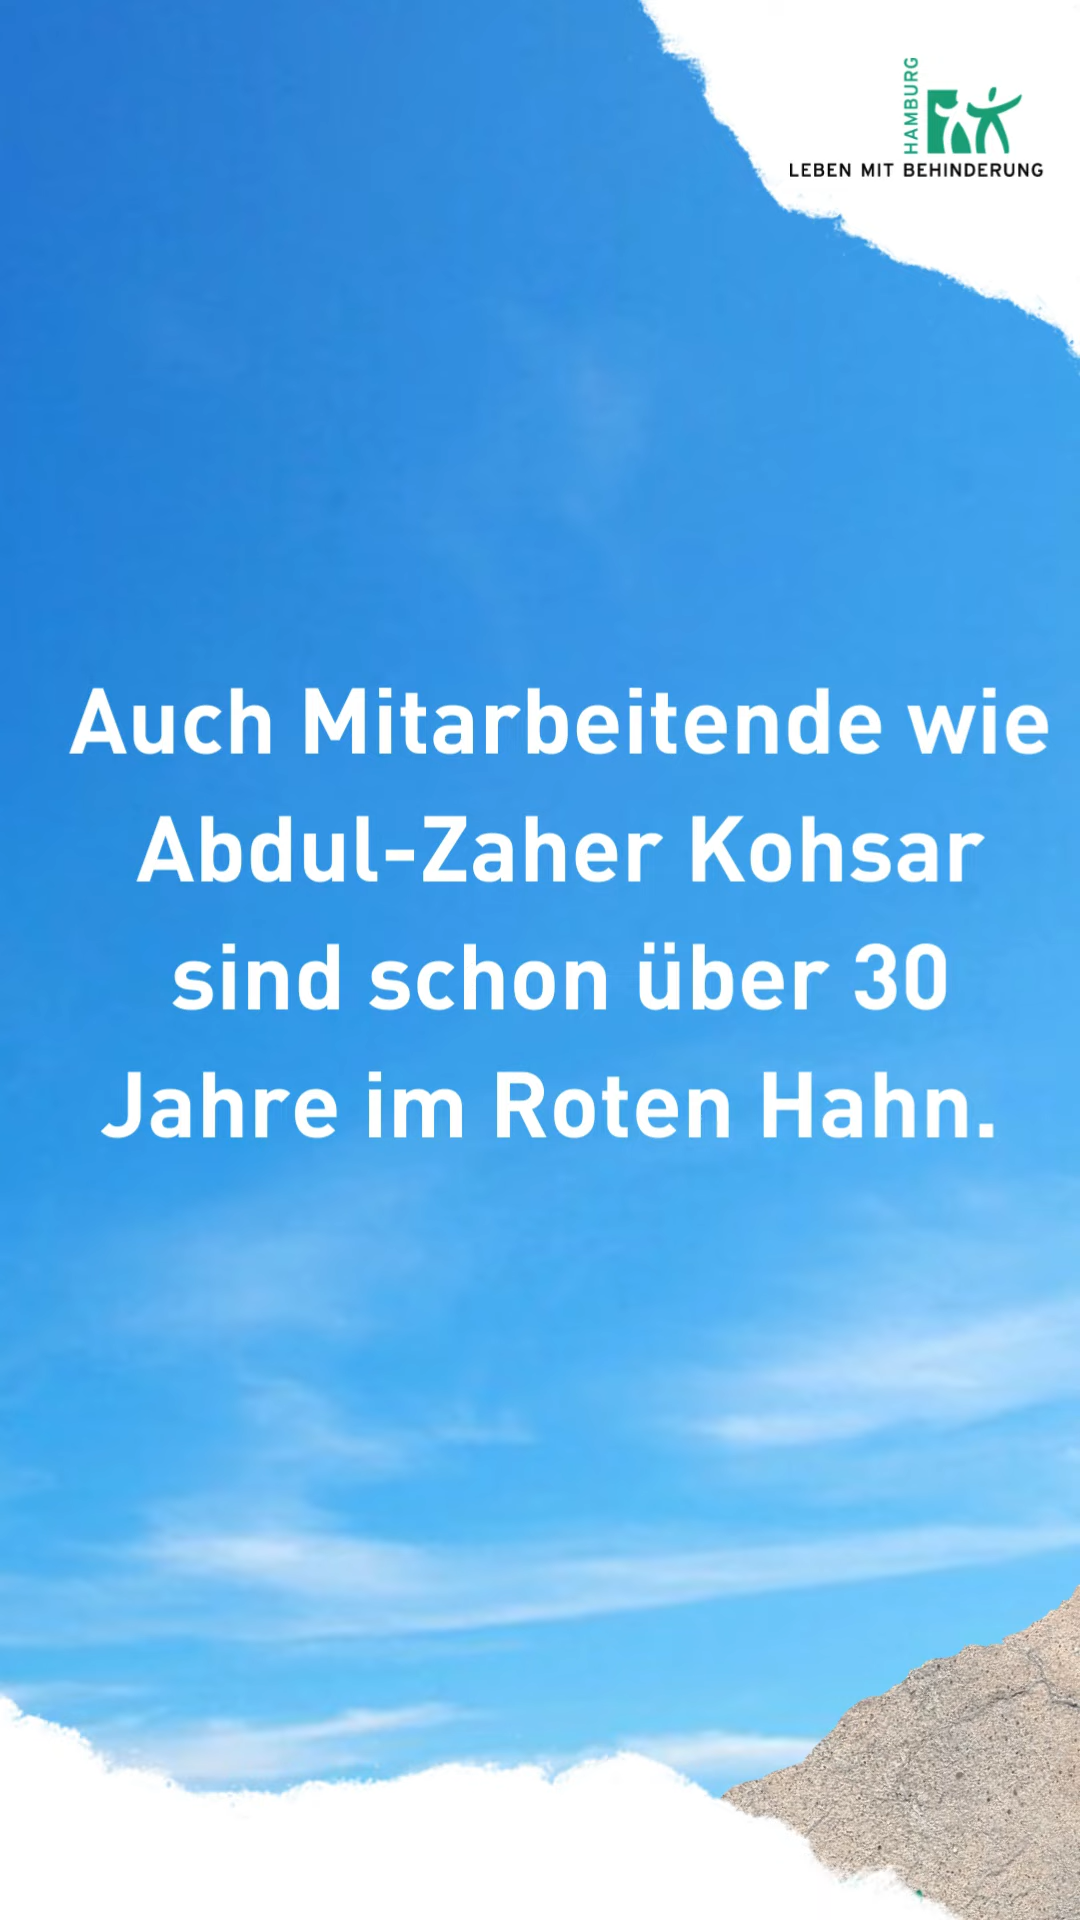 HAMBURG
LEBEN MIT BEHINDERUNG
Auch Mitarbeitende wie
Abdul-Zaher Kohsar
sind schon über 30
Jahre im Roten Hahn.